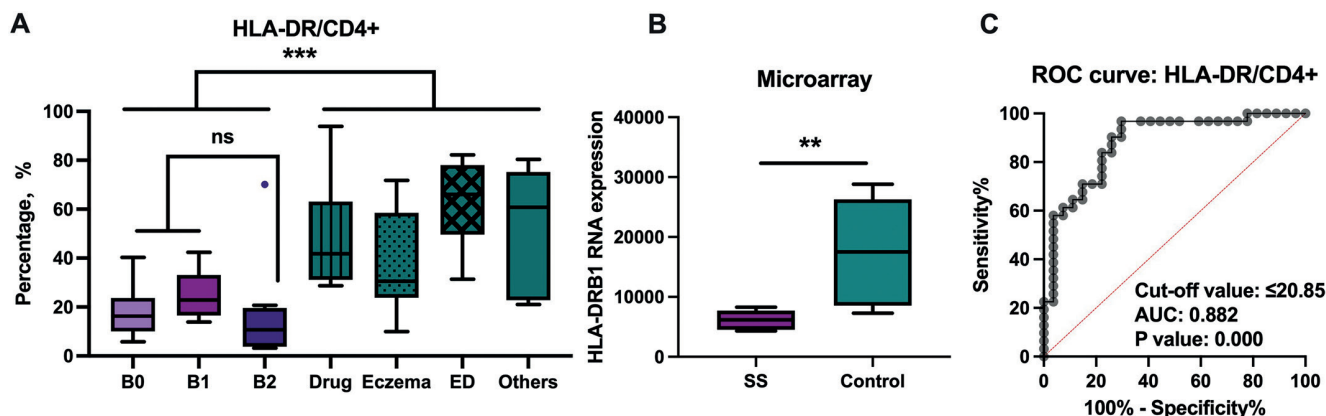 A
HLA-DR/CD4+
***
ns
Percentage, %
100
80
60
40
20
0
B0
B1
B2
Drug
Eczema
ED
Others
B
Microarray
**
HLA-DRB1 RNA expression
40000
30000
20000
10000
0
SS
Control
C
ROC curve: HLA-DR/CD4+
Sensitivity%
100
80
60
40
20
0
Cut-off value: ≤20.85
AUC: 0.882
P value: 0.000
0
20
40
60
80
100
100% - Specificity%